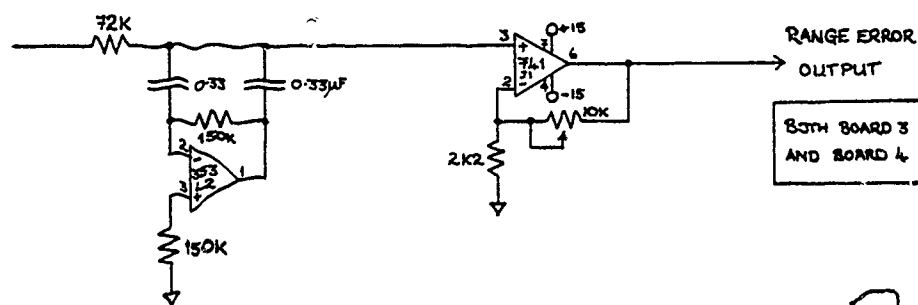 72K
0.33
0.33µF
150K
2
-
353
1
3
+
150K
3
+
7
+15
741
6
2
-
4
-15
10K
2K2
RANGE ERROR
OUTPUT
BOTH BOARD 3
AND BOARD 4